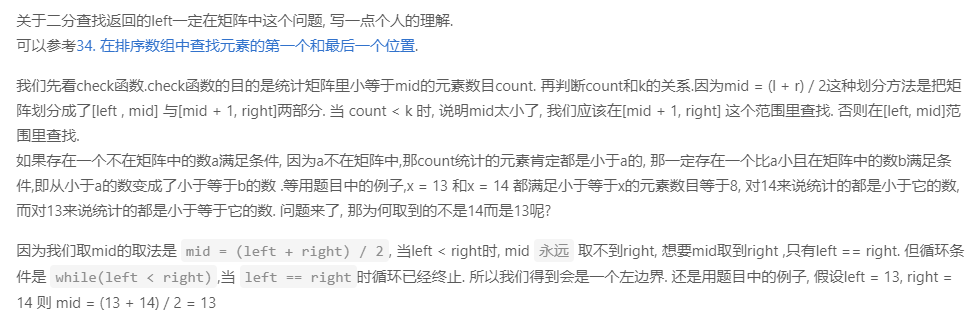 关于二分查找返回的left一定在矩阵中这个问题, 写一点个人的理解.
可以参考34. 在排序数组中查找元素的第一个和最后一个位置.
我们先看check函数.check函数的目的是统计矩阵里小等于mid的元素数目count. 再判断count和k的关系.因为mid = (l + r) / 2这种划分方法是把矩
阵划分成了[left , mid] 与[mid + 1, right]两部分. 当 count < k 时, 说明mid太小了, 我们应该在[mid + 1, right] 这个范围里查找. 否则在[left, mid]范
围里查找.
如果存在一个不在矩阵中的数a满足条件, 因为a不在矩阵中,那count统计的元素肯定都是小于a的, 那一定存在一个比a小且在矩阵中的数b满足条
件,即从小于a的数变成了小于等于b的数 .等用题目中的例子,x = 13 和x = 14 都满足小于等于x的元素数目等于8, 对14来说统计的都是小于它的数,
而对13来说统计的都是小于等于它的数. 问题来了, 那为何取到的不是14而是13呢?
因为我们取mid的取法是 mid = (left + right) / 2 , 当left < right时, mid 永远 取不到right, 想要mid取到right ,只有left == right. 但循环条
件是 while(left < right) ,当 left == right 时循环已经终止. 所以我们得到会是一个左边界. 还是用题目中的例子, 假设left = 13, right =
14 则 mid = (13 + 14) / 2 = 13